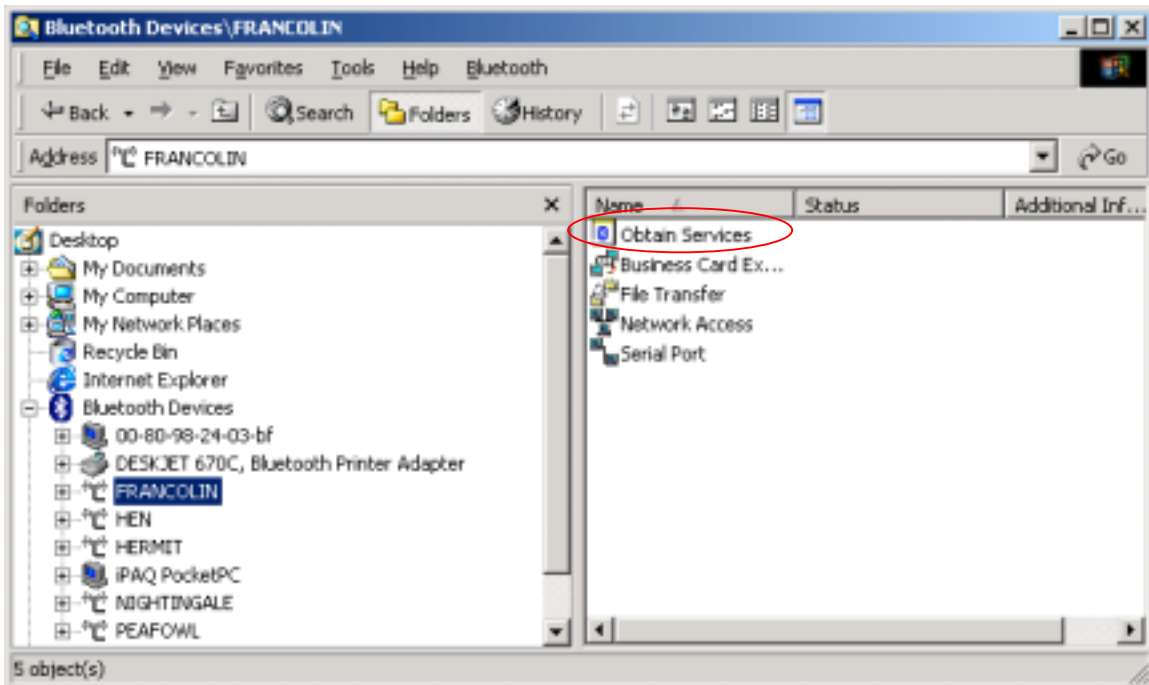 Bluetooth Devices\FRANCOLIN
File Edit View Favorites Tools Help Bluetooth
Back Search Folders History
Address FRANCOLIN Go
Folders
Desktop
My Documents
My Computer
My Network Places
Recycle Bin
Internet Explorer
Bluetooth Devices
00-80-98-24-03-bf
DESKJET 670C, Bluetooth Printer Adapter
FRANCOLIN
HEN
HERMIT
iPAQ PocketPC
NIGHTINGALE
PEAFOWL
Name Status Additional Inf...
Obtain Services
Business Card Ex...
File Transfer
Network Access
Serial Port
5 object(s)